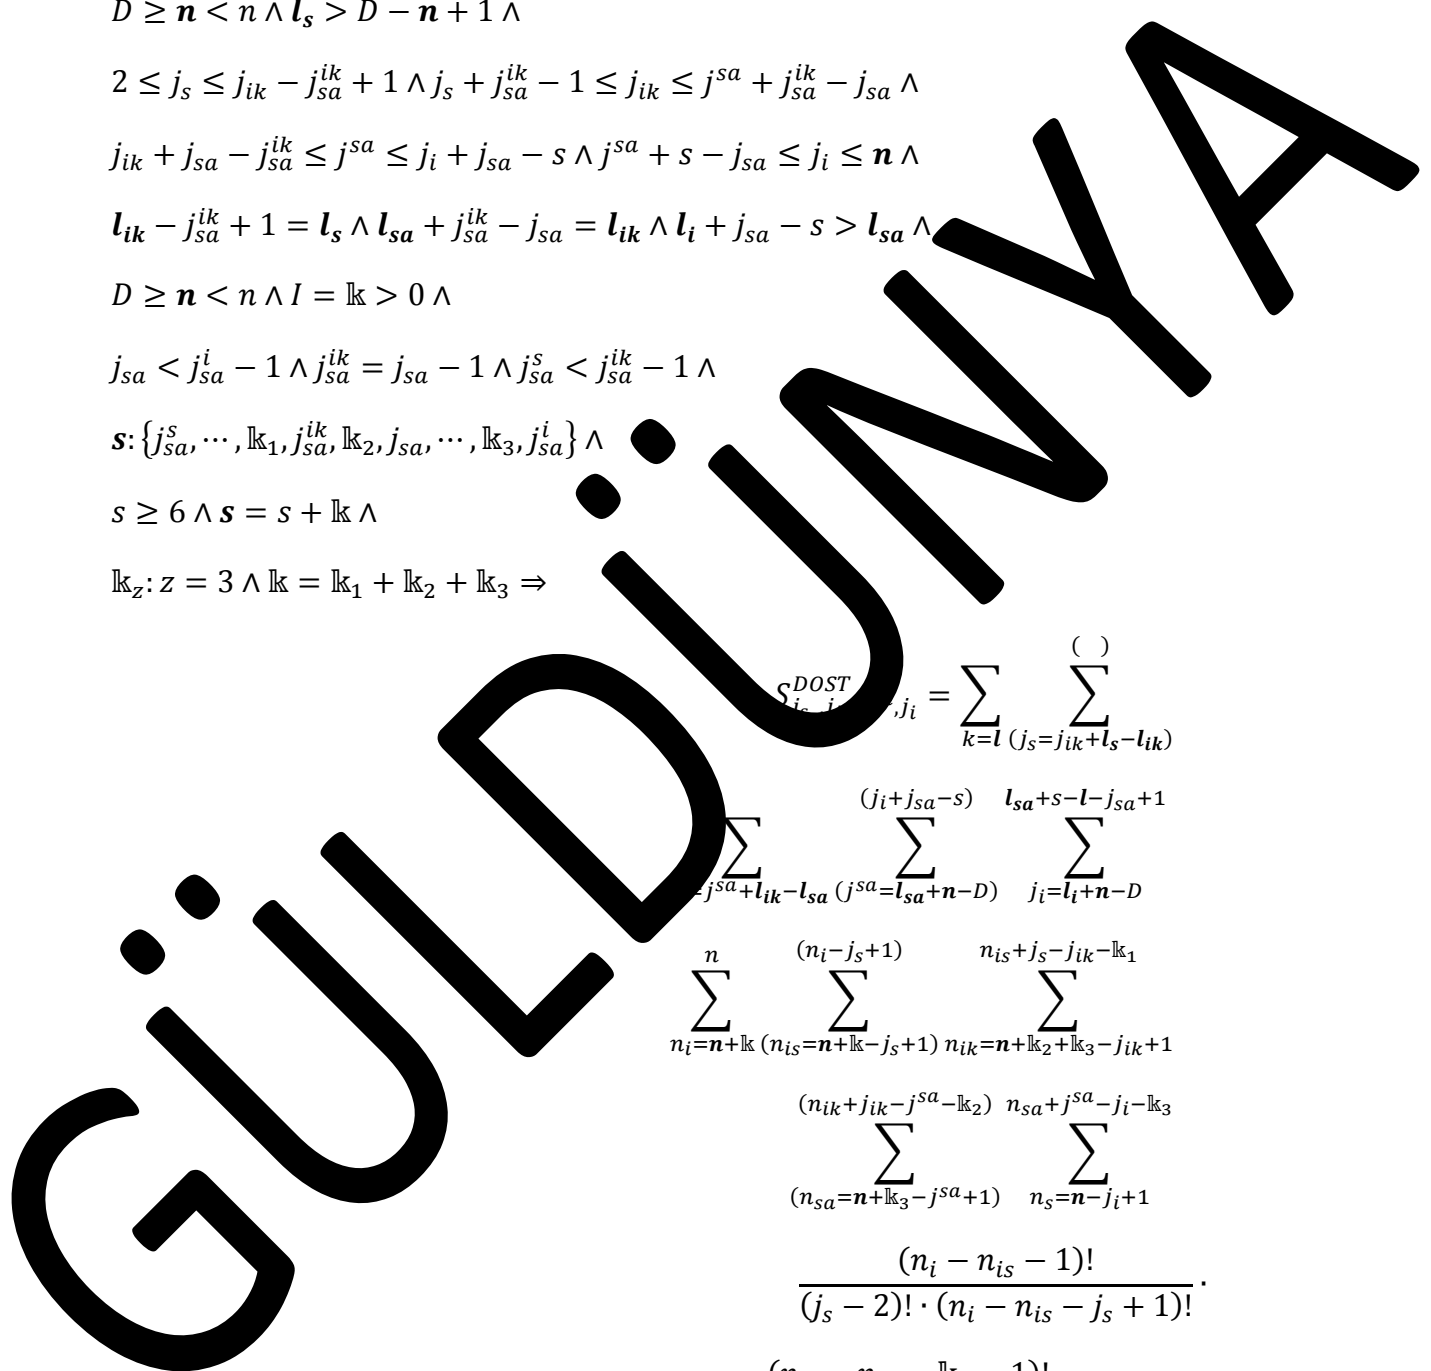 D ≥ 𝒏 < n ∧ 𝒍ₛ > D − 𝒏 + 1 ∧
2 ≤ j_s ≤ j_{ik} − j_{sa}^{ik} + 1 ∧ j_s + j_{sa}^{ik} − 1 ≤ j_{ik} ≤ j^{sa} + j_{sa}^{ik} − j_{sa} ∧
j_{ik} + j_{sa} − j_{sa}^{ik} ≤ j^{sa} ≤ j_i + j_{sa} − s ∧ j^{sa} + s − j_{sa} ≤ j_i ≤ 𝒏 ∧
𝒍_{ik} − j_{sa}^{ik} + 1 = 𝒍_s ∧ 𝒍_{sa} + j_{sa}^{ik} − j_{sa} = 𝒍_{ik} ∧ 𝒍_i + j_{sa} − s > 𝒍_{sa} ∧
D ≥ 𝒏 < n ∧ I = 𝕜 > 0 ∧
j_{sa} < j_{sa}^{i} − 1 ∧ j_{sa}^{ik} = j_{sa} − 1 ∧ j_{sa}^{s} < j_{sa}^{ik} − 1 ∧
𝒔: {j_{sa}^{s}, ⋯ , 𝕜_1, j_{sa}^{ik}, 𝕜_2, j_{sa}, ⋯ , 𝕜_3, j_{sa}^{i}} ∧
s ≥ 6 ∧ 𝒔 = s + 𝕜 ∧
𝕜_z: z = 3 ∧ 𝕜 = 𝕜_1 + 𝕜_2 + 𝕜_3 ⇒
( )
S^{DOST} ,j_i = ∑ ∑
k=𝒍 (j_s=j_{ik}+𝒍_s−𝒍_{ik})
(j_i+j_{sa}−s) 𝒍_{sa}+s−𝒍−j_{sa}+1
∑ ∑ ∑
=j^{sa}+𝒍_{ik}−𝒍_{sa} (j^{sa}=𝒍_{sa}+𝒏−D) j_i=𝒍_i+𝒏−D
n (n_i−j_s+1) n_{is}+j_s−j_{ik}−𝕜_1
∑ ∑ ∑
n_i=𝒏+𝕜 (n_{is}=𝒏+𝕜−j_s+1) n_{ik}=𝒏+𝕜_2+𝕜_3−j_{ik}+1
(n_{ik}+j_{ik}−j^{sa}−𝕜_2) n_{sa}+j^{sa}−j_i−𝕜_3
∑ ∑
(n_{sa}=𝒏+𝕜_3−j^{sa}+1) n_s=𝒏−j_i+1
(n_i − n_{is} − 1)!
(j_s − 2)! · (n_i − n_{is} − j_s + 1)! ·
GÜLDÜNYA